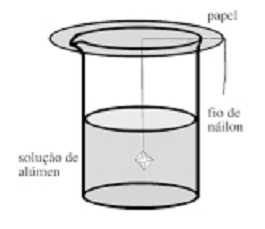 papel
fio de
náilon
solução de
alúmen